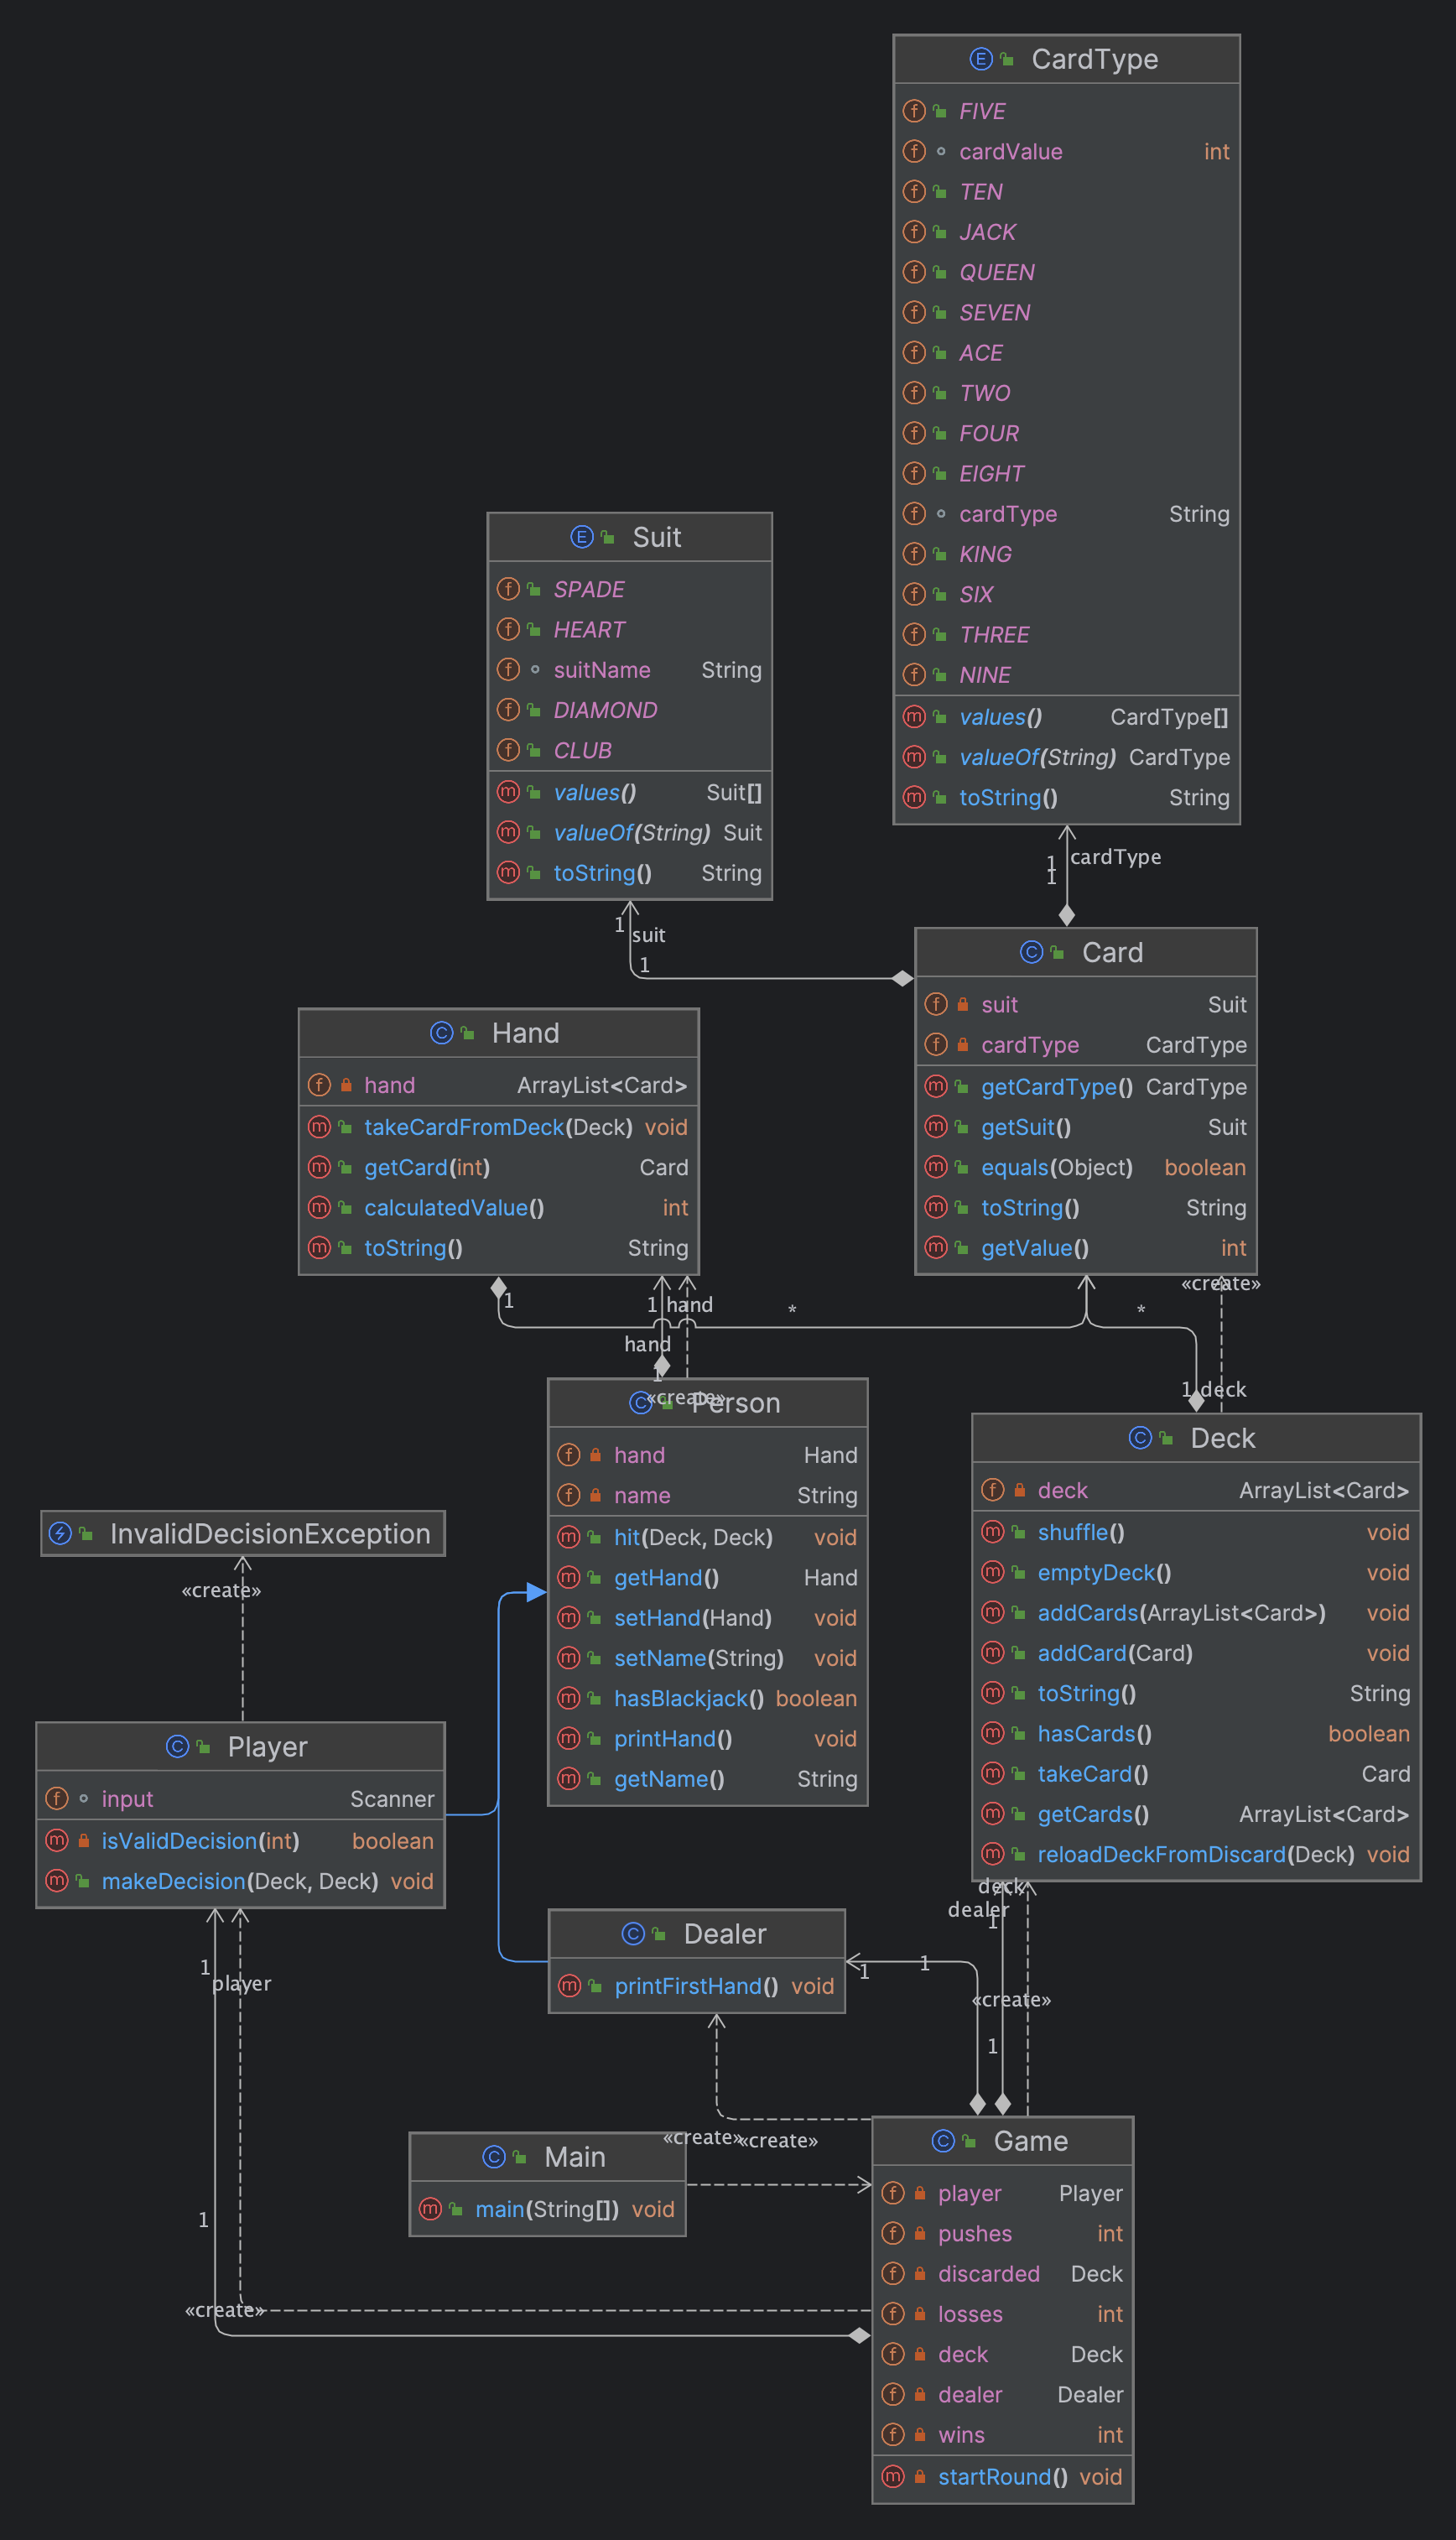 CardType
FIVE
cardValue int
TEN
JACK
QUEEN
SEVEN
ACE
TWO
FOUR
EIGHT
cardType String
KING
SIX
THREE
NINE
values() CardType[]
valueOf(String) CardType
toString() String
Suit
SPADE
HEART
suitName String
DIAMOND
CLUB
values() Suit[]
valueOf(String) Suit
toString() String
1
cardType
1
1
suit
1
Card
suit Suit
cardType CardType
getCardType() CardType
getSuit() Suit
equals(Object) boolean
toString() String
getValue() int
Hand
hand ArrayList<Card>
takeCardFromDeck(Deck) void
getCard(int) Card
calculatedValue() int
toString() String
«create»
1
1
hand
*
*
hand
1
«create»
1
deck
Person
hand Hand
name String
hit(Deck, Deck) void
getHand() Hand
setHand(Hand) void
setName(String) void
hasBlackjack() boolean
printHand() void
getName() String
Deck
deck ArrayList<Card>
shuffle() void
emptyDeck() void
addCards(ArrayList<Card>) void
addCard(Card) void
toString() String
hasCards() boolean
takeCard() Card
getCards() ArrayList<Card>
reloadDeckFromDiscard(Deck) void
InvalidDecisionException
«create»
Player
input Scanner
isValidDecision(int) boolean
makeDecision(Deck, Deck) void
deck
dealer
1
Dealer
printFirstHand() void
1
player
1
1
«create»
1
«create»
«create»
Main
main(String[]) void
1
«create»
Game
player Player
pushes int
discarded Deck
losses int
deck Deck
dealer Dealer
wins int
startRound() void